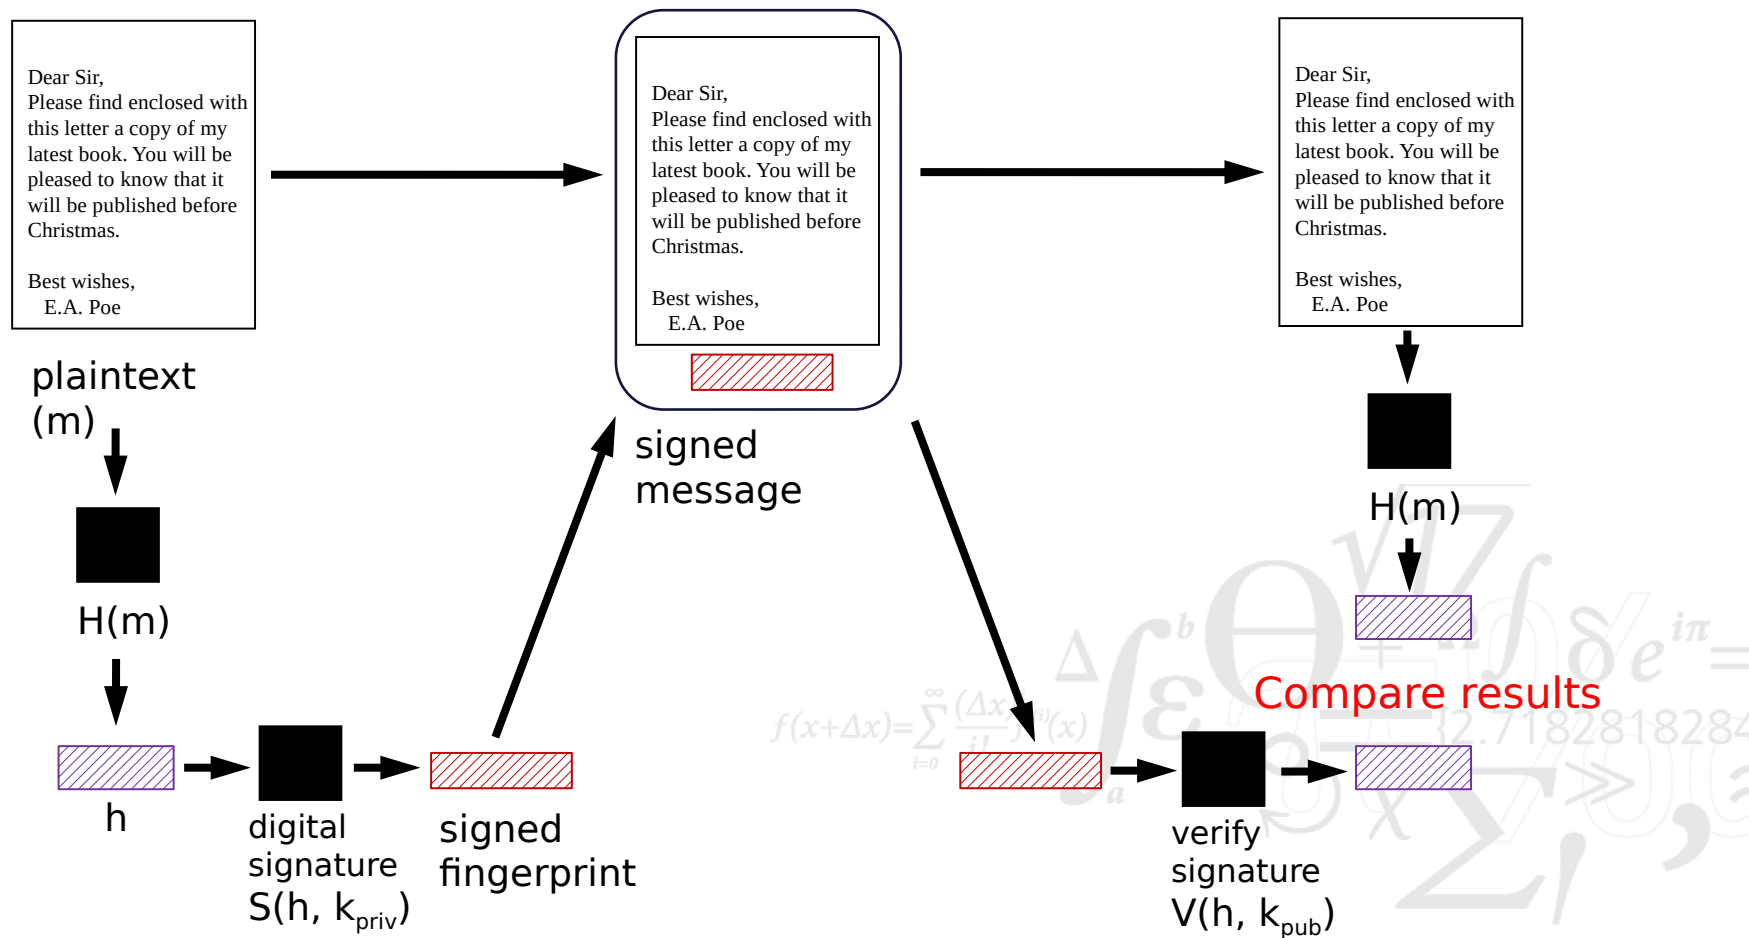 Dear Sir,
Please find enclosed with
this letter a copy of my
latest book. You will be
pleased to know that it
will be published before
Christmas.
Best wishes,
E.A. Poe
plaintext
(m)
H(m)
h
digital
signature
S(h, k_priv)
signed
fingerprint
Dear Sir,
Please find enclosed with
this letter a copy of my
latest book. You will be
pleased to know that it
will be published before
Christmas.
Best wishes,
E.A. Poe
signed
message
Dear Sir,
Please find enclosed with
this letter a copy of my
latest book. You will be
pleased to know that it
will be published before
Christmas.
Best wishes,
E.A. Poe
H(m)
Compare results
verify
signature
V(h, k_pub)